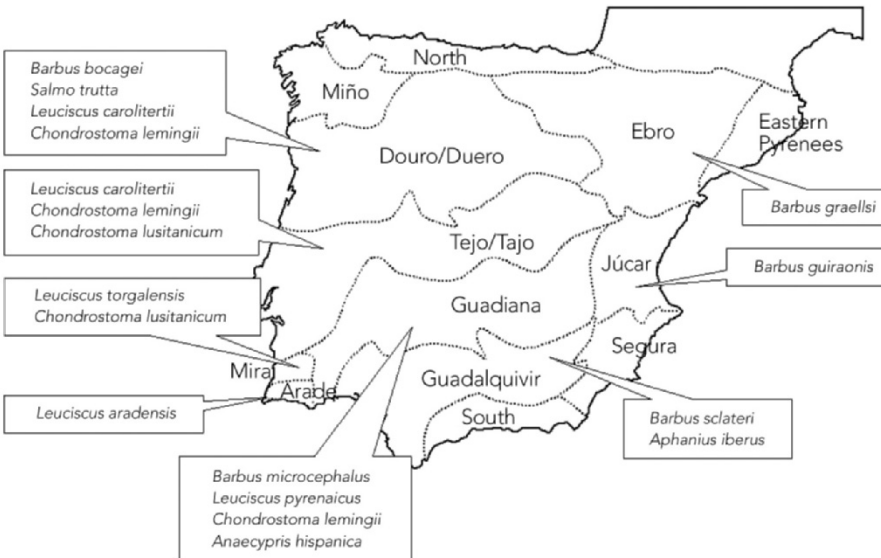 North
Barbus bocagei
Salmo trutta
Leuciscus carolitertii
Chondrostoma lemingii
Miño
Ebro
Eastern
Pyrenees
Douro/Duero
Leuciscus carolitertii
Chondrostoma lemingii
Chondrostoma lusitanicum
Barbus graellsi
Tejo/Tajo
Júcar
Barbus guiraonis
Leuciscus torgalensis
Chondrostoma lusitanicum
Guadiana
Segura
Mira
Guadalquivir
Arade
Leuciscus aradensis
South
Barbus sclateri
Aphanius iberus
Barbus microcephalus
Leuciscus pyrenaicus
Chondrostoma lemingii
Anaecypris hispanica